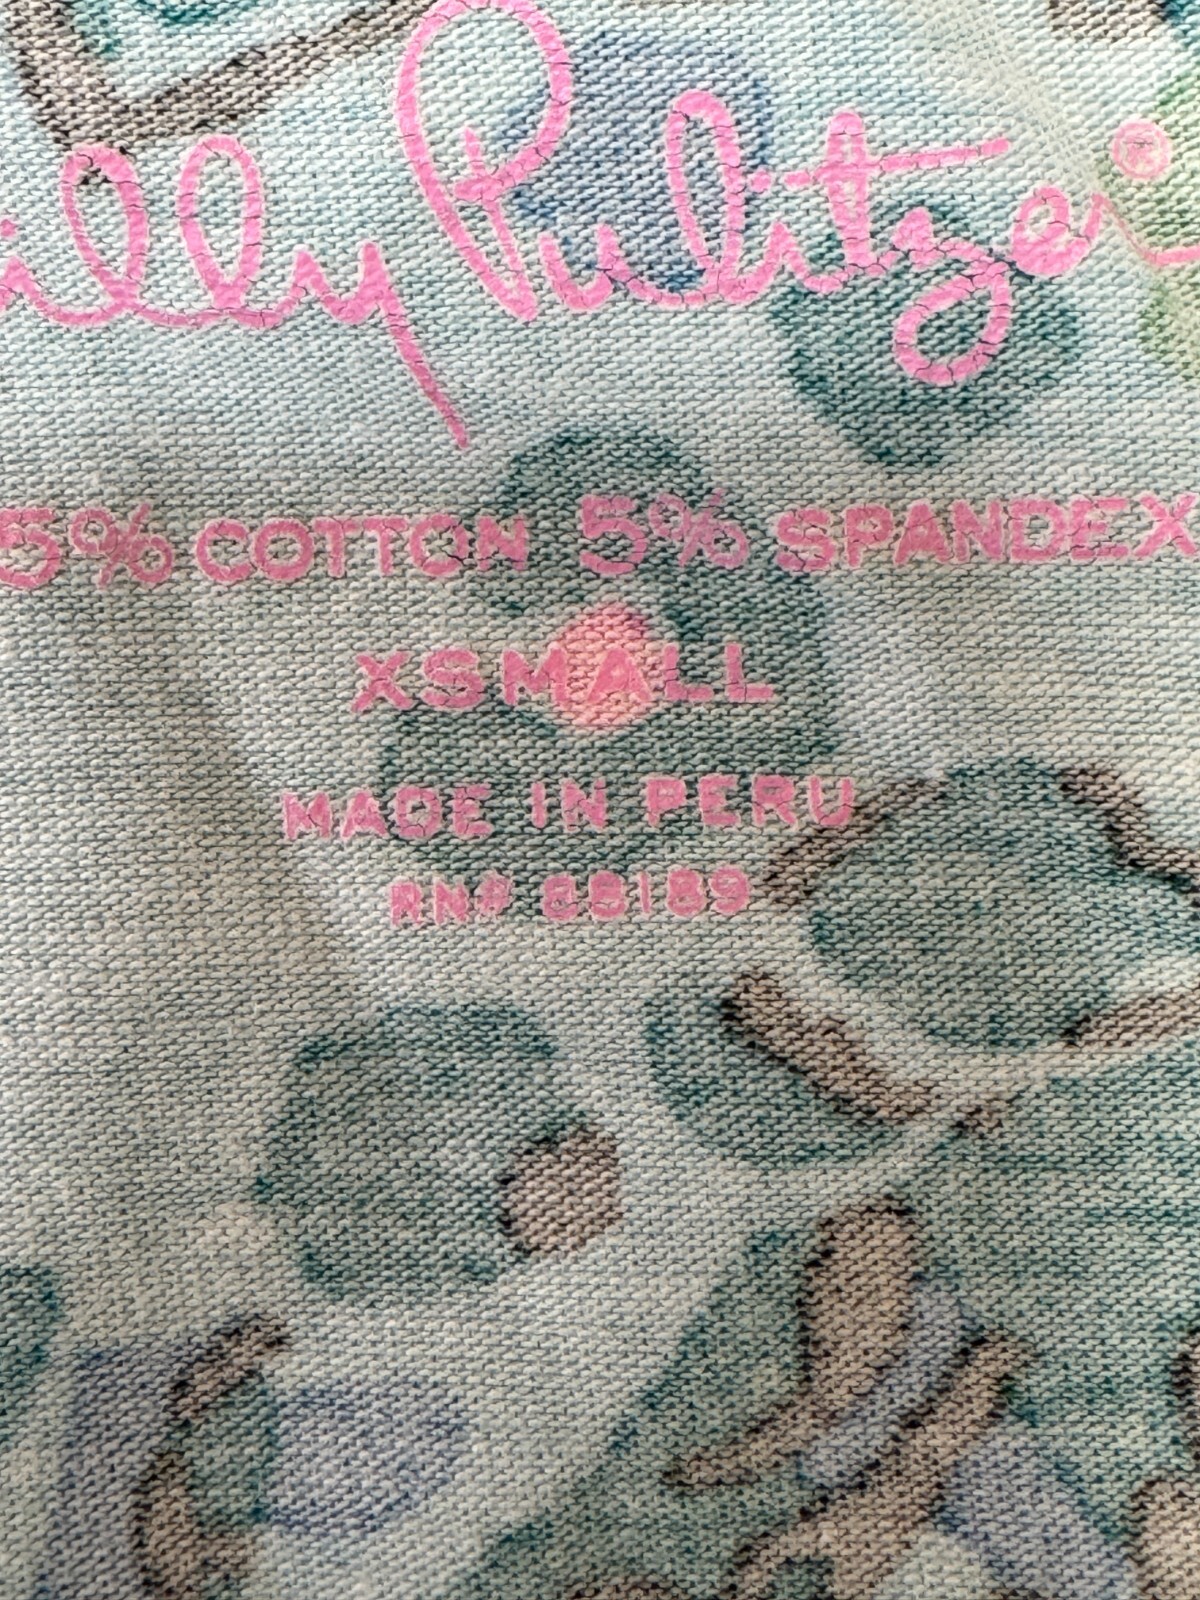 illy Pulitzer®
5% COTTON 5% SPANDEX
XSMALL
MADE IN PERU
RN# 88189